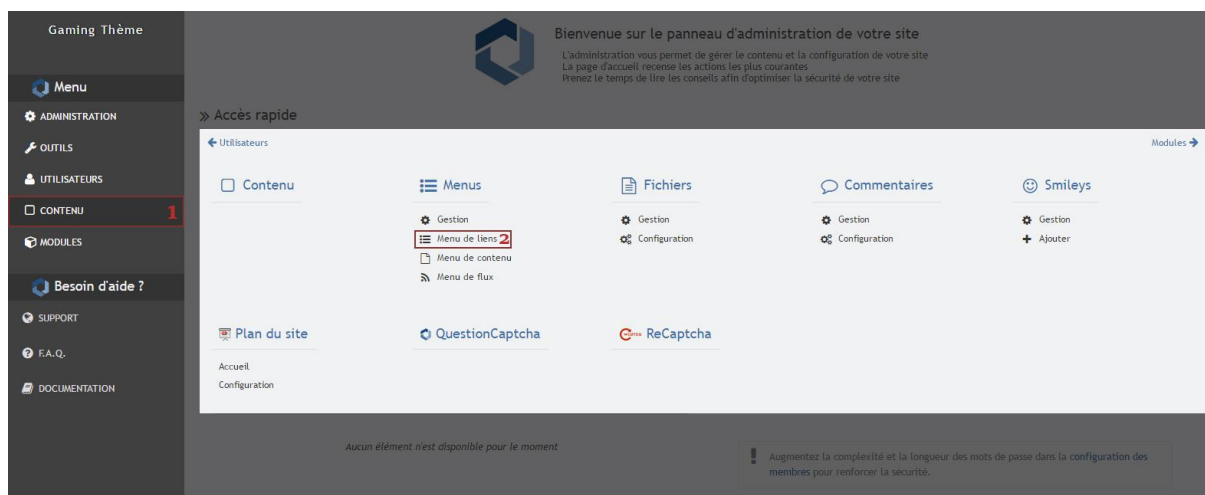 Gaming Thème
Bienvenue sur le panneau d'administration de votre site
L'administration vous permet de gérer le contenu et la configuration de votre site
La page d'accueil recense les actions les plus courantes
Prenez le temps de lire les conseils afin d'optimiser la sécurité de votre site
Menu
ADMINISTRATION
OUTILS
UTILISATEURS
CONTENU 1
MODULES
Besoin d'aide ?
SUPPORT
F.A.Q.
DOCUMENTATION
Accès rapide
Utilisateurs
Modules
Contenu
Menus
Gestion
Menu de liens 2
Menu de contenu
Menu de flux
Fichiers
Gestion
Configuration
Commentaires
Gestion
Configuration
Smileys
Gestion
Ajouter
Plan du site
Accueil
Configuration
QuestionCaptcha
ReCaptcha
Aucun élément n'est disponible pour le moment
Augmentez la complexité et la longueur des mots de passe dans la configuration des
membres pour renforcer la sécurité.